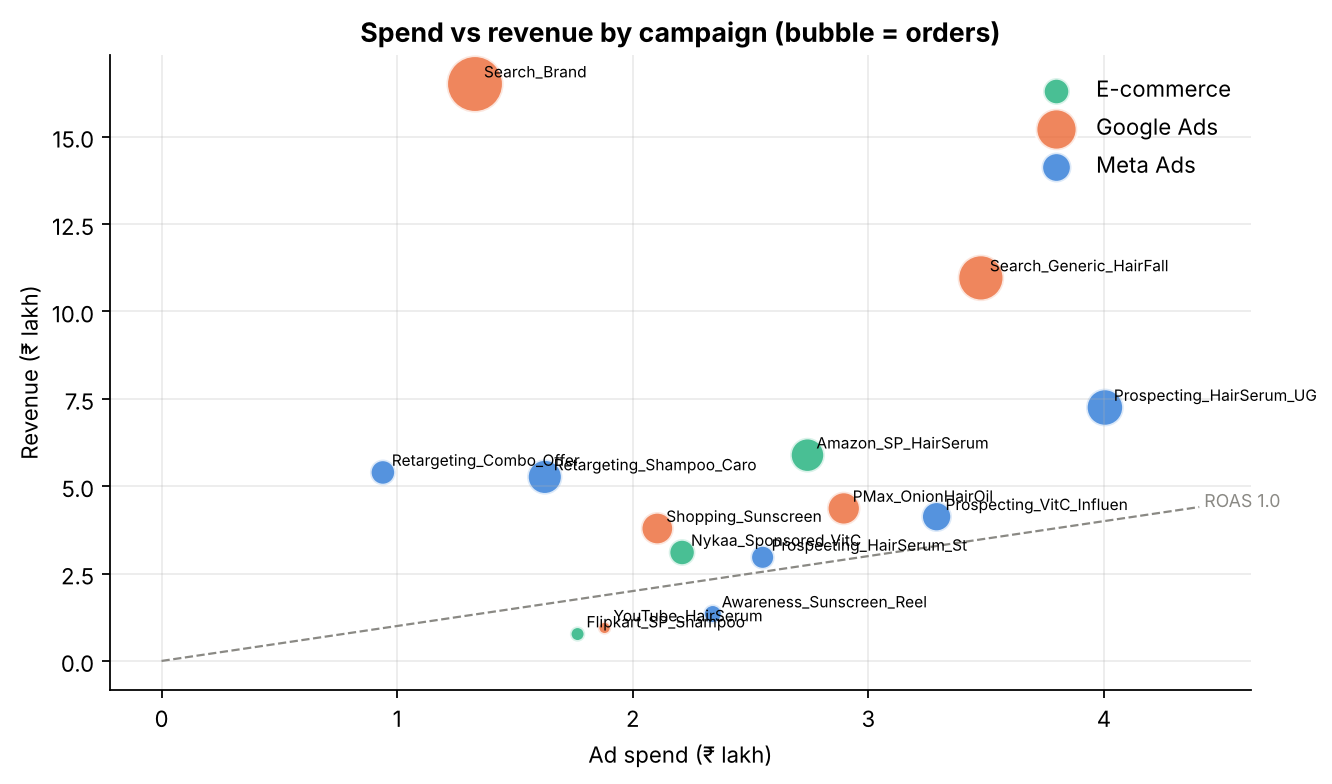 Spend vs revenue by campaign (bubble = orders)
Search_Brand
E-commerce
Google Ads
Meta Ads
15.0
12.5
10.0
7.5
5.0
2.5
0.0
Revenue (₹ lakh)
Search_Generic_HairFall
Prospecting_HairSerum_UG
Amazon_SP_HairSerum
Retargeting_Combo_Offer
Retargeting_Shampoo_Caro
PMax_OnionHairOil
Prospecting_VitC_Influen
ROAS 1.0
Shopping_Sunscreen
Nykaa_Sponsored_VitC
Prospecting_HairSerum_St
Awareness_Sunscreen_Reel
YouTube_HairSerum
Flipkart_SP_Shampoo
0 1 2 3 4
Ad spend (₹ lakh)